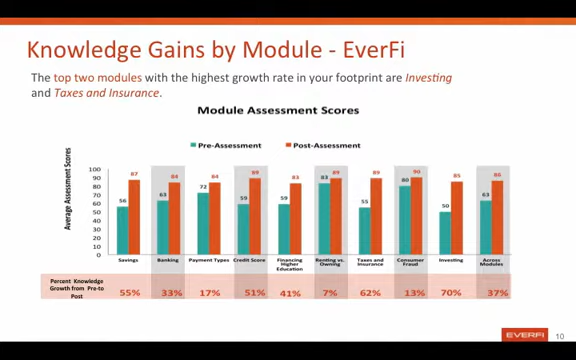 Knowledge Gains by Module - EverFi
The top two modules with the highest growth rate in your footprint are Investing
and Taxes and Insurance.
Module Assessment Scores
Pre-Assessment Post-Assessment
Average Assessment Scores
100
90
80
70
60
50
40
30
20
10
0
56 87 63 84 72 84 59 89 59 83 83 89 55 89 80 90 50 85 63 86
Savings Banking Payment Types Credit Score Financing Higher Education Renting vs. Owning Taxes and Insurance Consumer Fraud Investing Across Modules
Percent Knowledge
Growth from Pre-to
Post
55% 33% 17% 51% 41% 7% 62% 13% 70% 37%
EVERFI 10